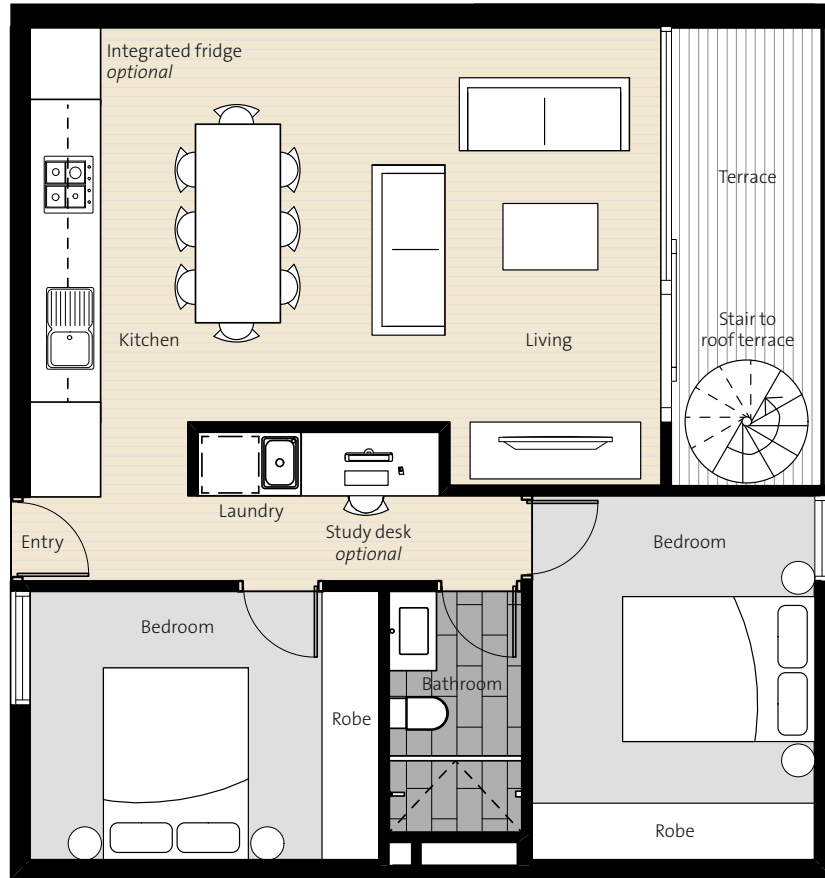 Integrated fridge
optional
Terrace
Stair to
roof terrace
Kitchen
Living
Laundry
Study desk
optional
Entry
Bedroom
Bedroom
Bathroom
Robe
Robe